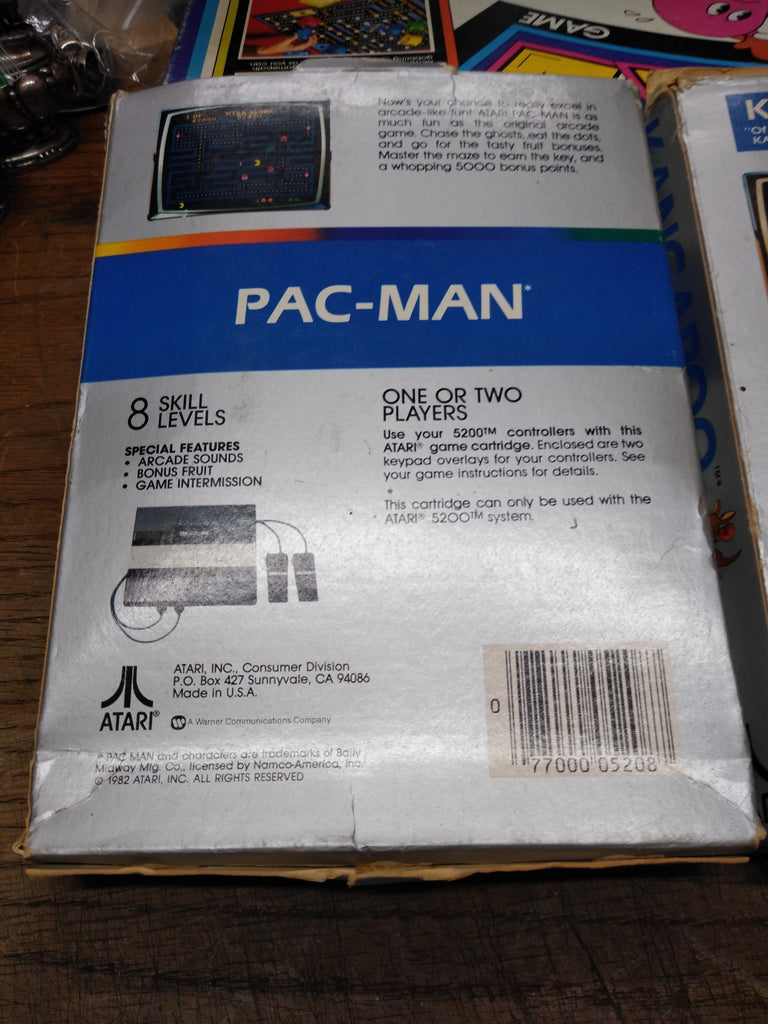 GAME
Now's your chance to really excel in
arcade-like fun! ATARI PAC-MAN is as
much fun as the original arcade
game. Chase the ghosts, eat the dots,
and go for the tasty fruit bonuses.
Master the maze to earn the key, and
a whopping 5000 bonus points.
PAC-MAN*
8 SKILL
LEVELS
SPECIAL FEATURES
• ARCADE SOUNDS
• BONUS FRUIT
• GAME INTERMISSION
ONE OR TWO
PLAYERS
Use your 5200™ controllers with this
ATARI® game cartridge. Enclosed are two
keypad overlays for your controllers. See
your game instructions for details.
This cartridge can only be used with the
ATARI® 5200™ system.
ATARI®
ATARI, INC., Consumer Division
P.O. Box 427 Sunnyvale, CA 94086
Made in U.S.A.
A Warner Communications Company
* PAC-MAN and characters are trademarks of Bally
Midway Mfg. Co., licensed by Namco-America, Inc.
© 1982 ATARI, INC. ALL RIGHTS RESERVED
0 77000 05208
KANGAROO™
K
"Of
KA